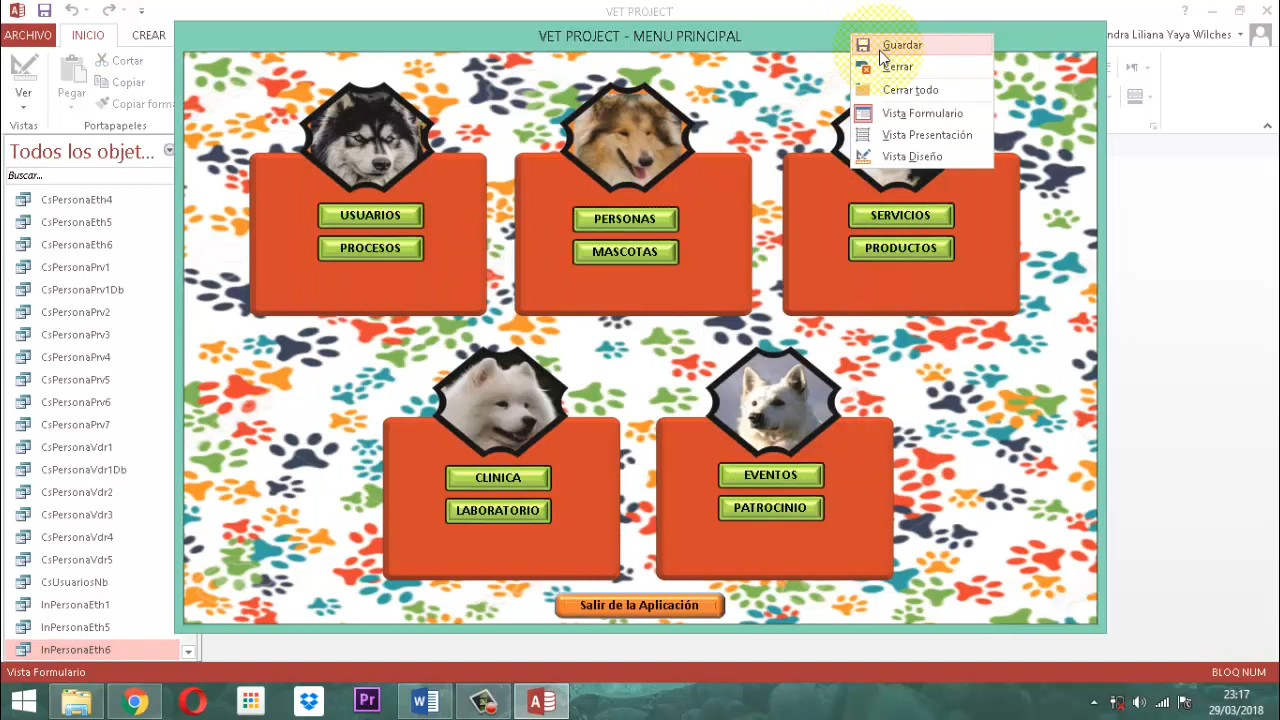 VET PROJECT
ARCHIVO
INICIO
CREAR
ndra Liliana Yaya Wilches
Ver
Pegar
Cortar
Copiar
Copiar forma
Vistas
Portapapeles
VET PROJECT - MENU PRINCIPAL
Guardar
Cerrar
Cerrar todo
Vista Formulario
Vista Presentación
Vista Diseño
Todos los objet...
Buscar...
CsPersonaEth4
CsPersonaEth5
CsPersonaEth6
CsPersonaPrv1
CsPersonaPrv1Db
CsPersonaPrv2
CsPersonaPrv3
CsPersonaPrv4
CsPersonaPrv5
CsPersonaPrv6
CsPersonaPrv7
CsPersonaVdr1
CsPersonaVdr1Db
CsPersonaVdr2
CsPersonaVdr3
CsPersonaVdr4
CsPersonaVdr5
CsUsuariosNb
InPersonaEth1
InPersonaEth5
InPersonaEth6
USUARIOS
PROCESOS
PERSONAS
MASCOTAS
SERVICIOS
PRODUCTOS
CLINICA
LABORATORIO
EVENTOS
PATROCINIO
Salir de la Aplicación
Vista Formulario
BLOQ NUM
Pr
23:17
29/03/2018